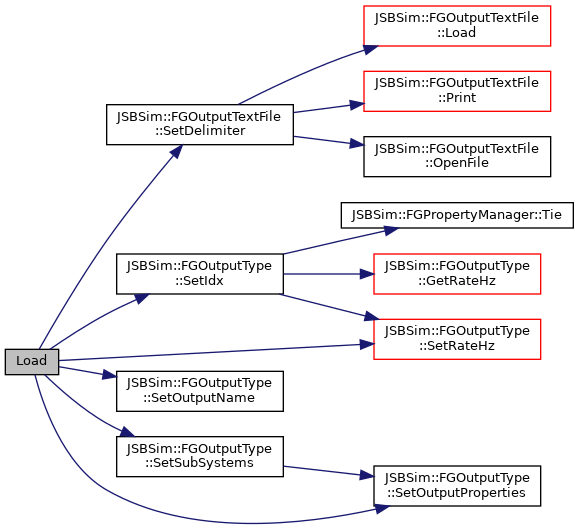 JSBSim::FGOutputTextFile
::Load
JSBSim::FGOutputTextFile
::Print
JSBSim::FGOutputTextFile
::SetDelimiter
JSBSim::FGOutputTextFile
::OpenFile
JSBSim::FGPropertyManager::Tie
JSBSim::FGOutputType
::SetIdx
JSBSim::FGOutputType
::GetRateHz
JSBSim::FGOutputType
::SetRateHz
Load
JSBSim::FGOutputType
::SetOutputName
JSBSim::FGOutputType
::SetSubSystems
JSBSim::FGOutputType
::SetOutputProperties